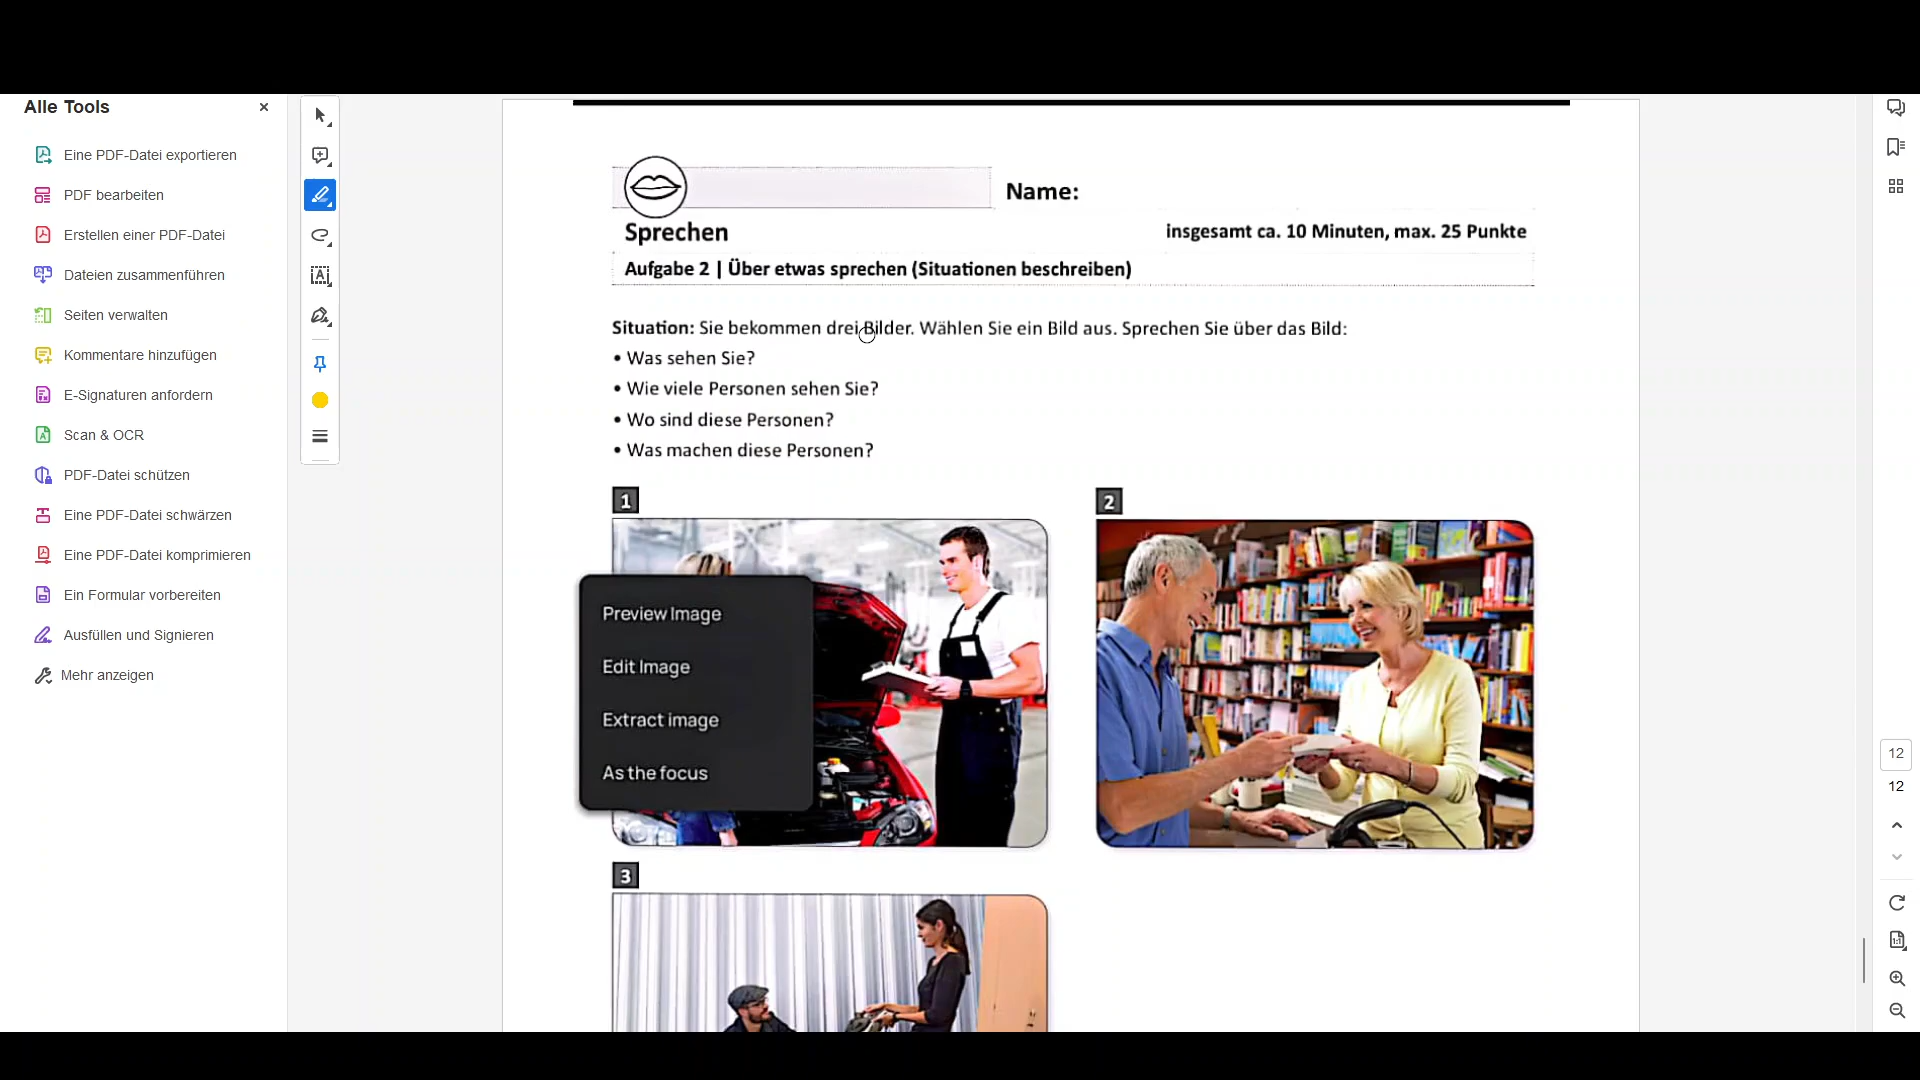 Alle Tools
Eine PDF-Datei exportieren
PDF bearbeiten
Erstellen einer PDF-Datei
Dateien zusammenführen
Seiten verwalten
Kommentare hinzufügen
E-Signaturen anfordern
Scan & OCR
PDF-Datei schützen
Eine PDF-Datei schwärzen
Eine PDF-Datei komprimieren
Ein Formular vorbereiten
Ausfüllen und Signieren
Mehr anzeigen
Name:
Sprechen
insgesamt ca. 10 Minuten, max. 25 Punkte
Aufgabe 2 | Über etwas sprechen (Situationen beschreiben)
Situation: Sie bekommen drei Bilder. Wählen Sie ein Bild aus. Sprechen Sie über das Bild:
• Was sehen Sie?
• Wie viele Personen sehen Sie?
• Wo sind diese Personen?
• Was machen diese Personen?
1
2
Preview Image
Edit Image
Extract image
As the focus
3
12
12